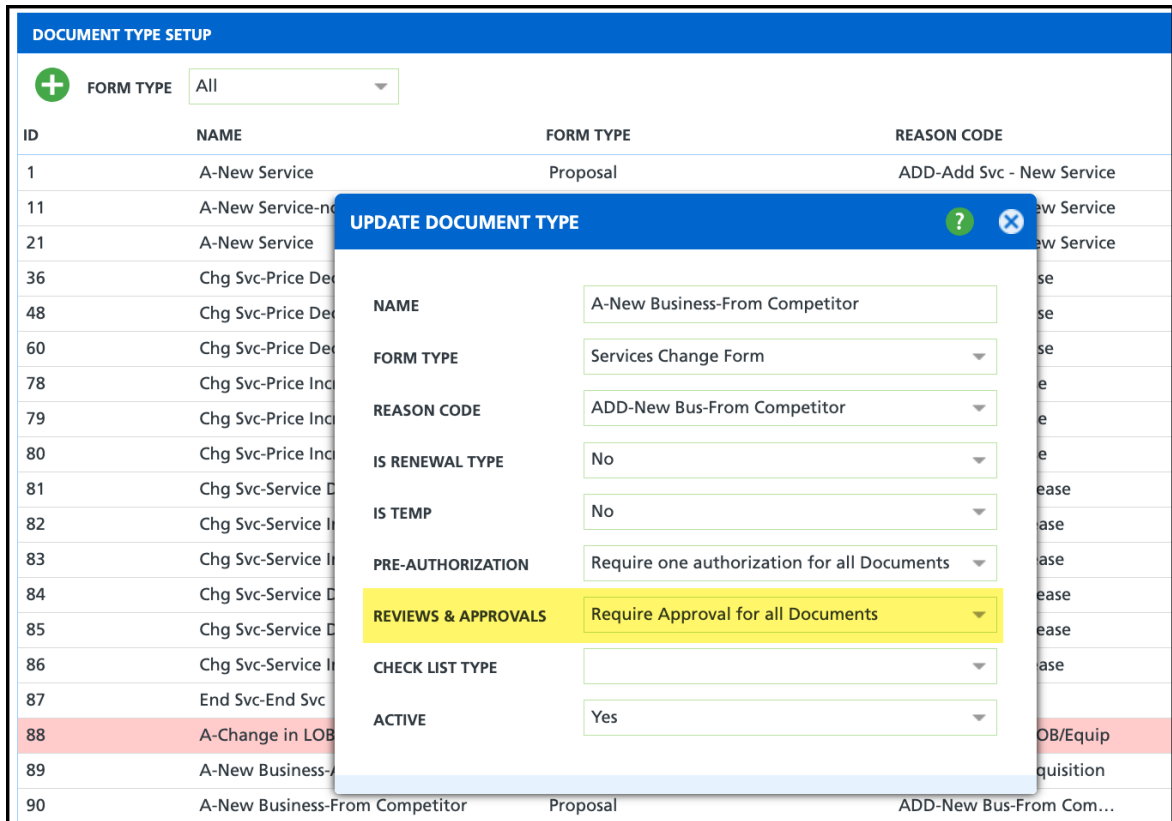 DOCUMENT TYPE SETUP
FORM TYPE All
ID NAME FORM TYPE REASON CODE
1 A-New Service Proposal ADD-Add Svc - New Service
11 A-New Service-no ew Service
21 A-New Service ew Service
36 Chg Svc-Price Dec se
48 Chg Svc-Price Dec se
60 Chg Svc-Price Dec se
78 Chg Svc-Price Incr e
79 Chg Svc-Price Incr e
80 Chg Svc-Price Incr e
81 Chg Svc-Service D ease
82 Chg Svc-Service In ase
83 Chg Svc-Service In ase
84 Chg Svc-Service D ease
85 Chg Svc-Service D ease
86 Chg Svc-Service In ase
87 End Svc-End Svc
88 A-Change in LOB OB/Equip
89 A-New Business-A quisition
90 A-New Business-From Competitor Proposal ADD-New Bus-From Com...
UPDATE DOCUMENT TYPE ?
NAME A-New Business-From Competitor
FORM TYPE Services Change Form
REASON CODE ADD-New Bus-From Competitor
IS RENEWAL TYPE No
IS TEMP No
PRE-AUTHORIZATION Require one authorization for all Documents
REVIEWS & APPROVALS Require Approval for all Documents
CHECK LIST TYPE
ACTIVE Yes